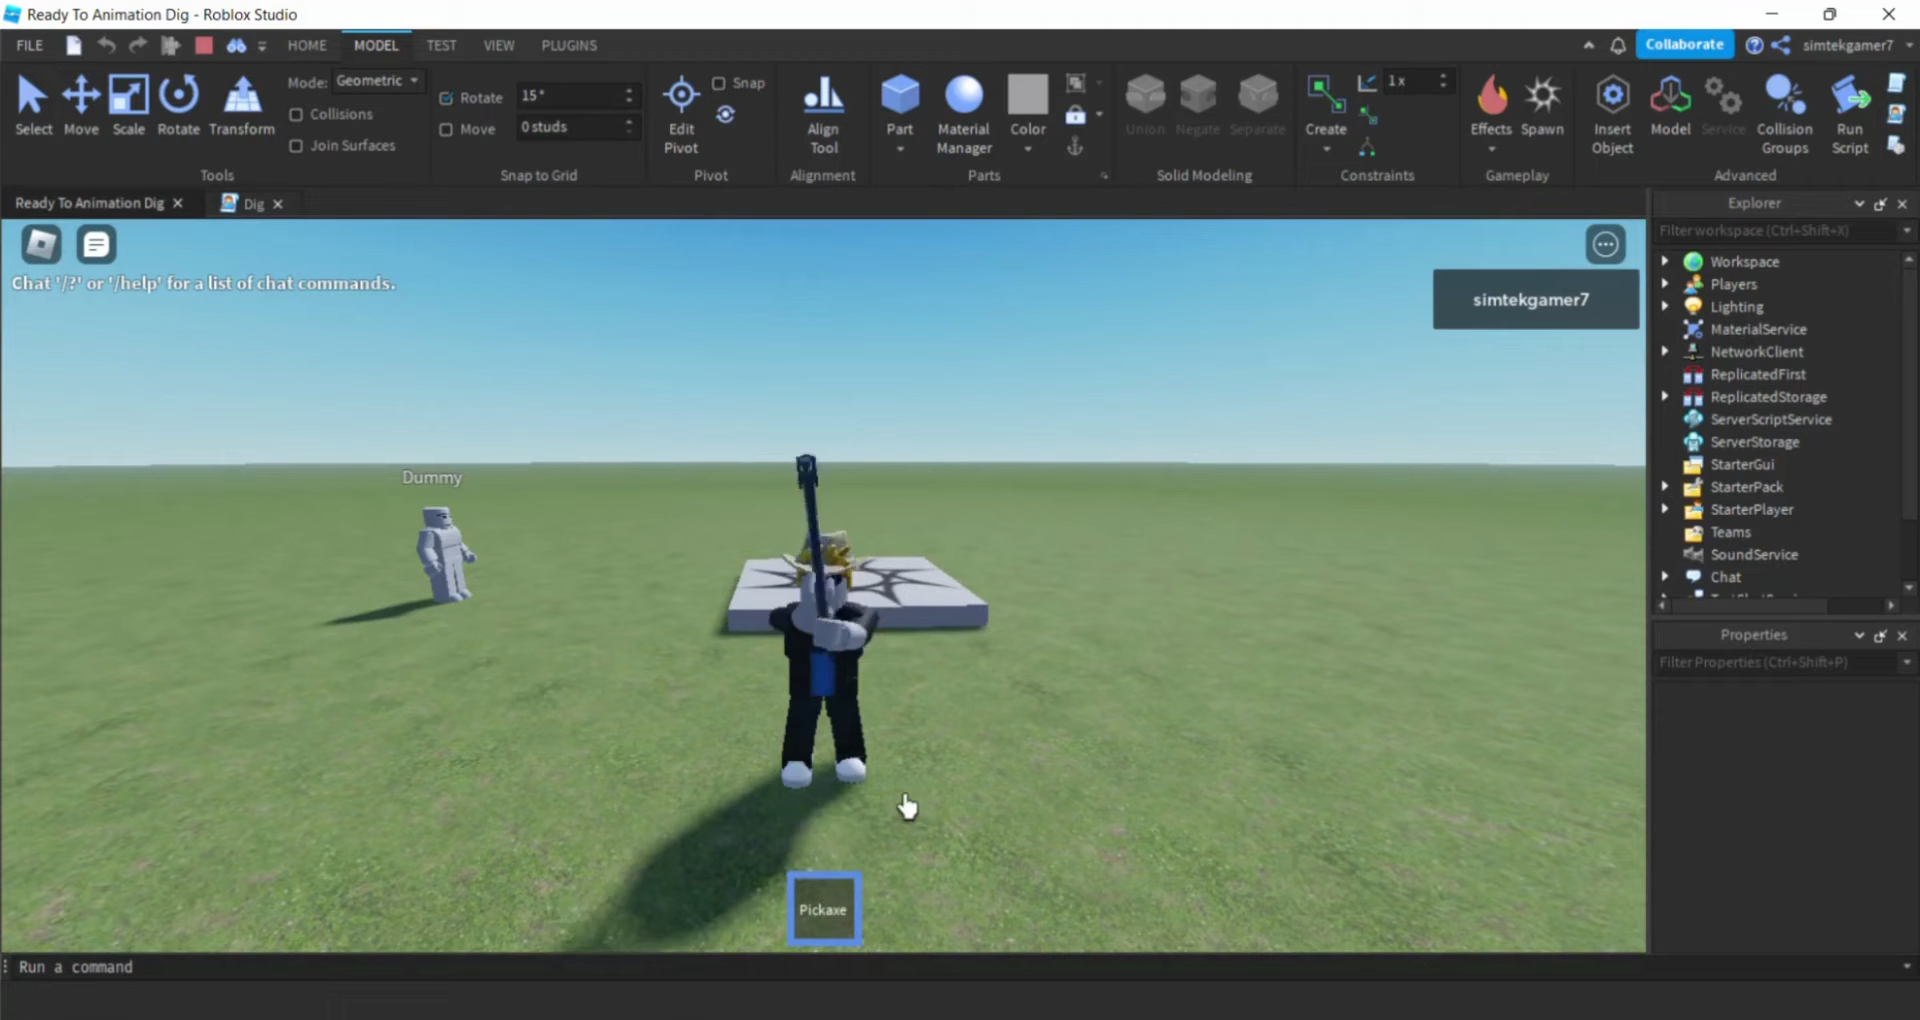 Ready To Animation Dig - Roblox Studio
FILE
HOME
MODEL
TEST
VIEW
PLUGINS
Collaborate
simtekgamer7
Select
Move
Scale
Rotate
Transform
Mode: Geometric
Collisions
Join Surfaces
Tools
Rotate 15°
Move 0 studs
Snap to Grid
Edit
Pivot
Snap
Pivot
Align
Tool
Alignment
Part
Material
Manager
Color
Parts
Union
Negate
Separate
Solid Modeling
Create
1x
Constraints
Effects
Spawn
Gameplay
Insert
Object
Model
Service
Collision
Groups
Run
Script
Advanced
Ready To Animation Dig
Dig
Chat '/?' or '/help' for a list of chat commands.
simtekgamer7
Dummy
Pickaxe
Run a command
Explorer
Filter workspace (Ctrl+Shift+X)
Workspace
Players
Lighting
MaterialService
NetworkClient
ReplicatedFirst
ReplicatedStorage
ServerScriptService
ServerStorage
StarterGui
StarterPack
StarterPlayer
Teams
SoundService
Chat
Properties
Filter Properties (Ctrl+Shift+P)